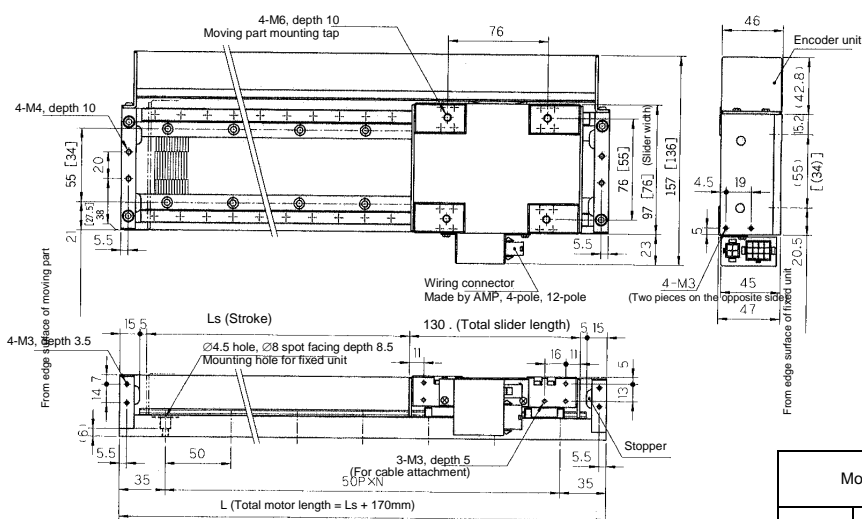 4-M6, depth 10
Moving part mounting tap
76
46
Encoder unit
(42.8)
4-M4, depth 10
15.2
55 [34]
20
[27.5]
38
21
5.5
76 [55]
97 [76] (Slider width)
157 [136]
23
5.5
4.5
19
(55)
[(34)]
5
20.5
4-M3
(Two pieces on the opposite side)
45
47
Wiring connector
Made by AMP, 4-pole, 12-pole
From edge surface of moving part
From edge surface of fixed unit
15
5
Ls (Stroke)
130 . (Total slider length)
5
15
4-M3, depth 3.5
Ø4.5 hole, Ø8 spot facing depth 8.5
Mounting hole for fixed unit
11
16
11
5
13
7
14
(6)
5.5
50
3-M3, depth 5
(For cable attachment)
Stopper
5.5
35
50P×N
35
L (Total motor length = Ls + 170mm)
Mo